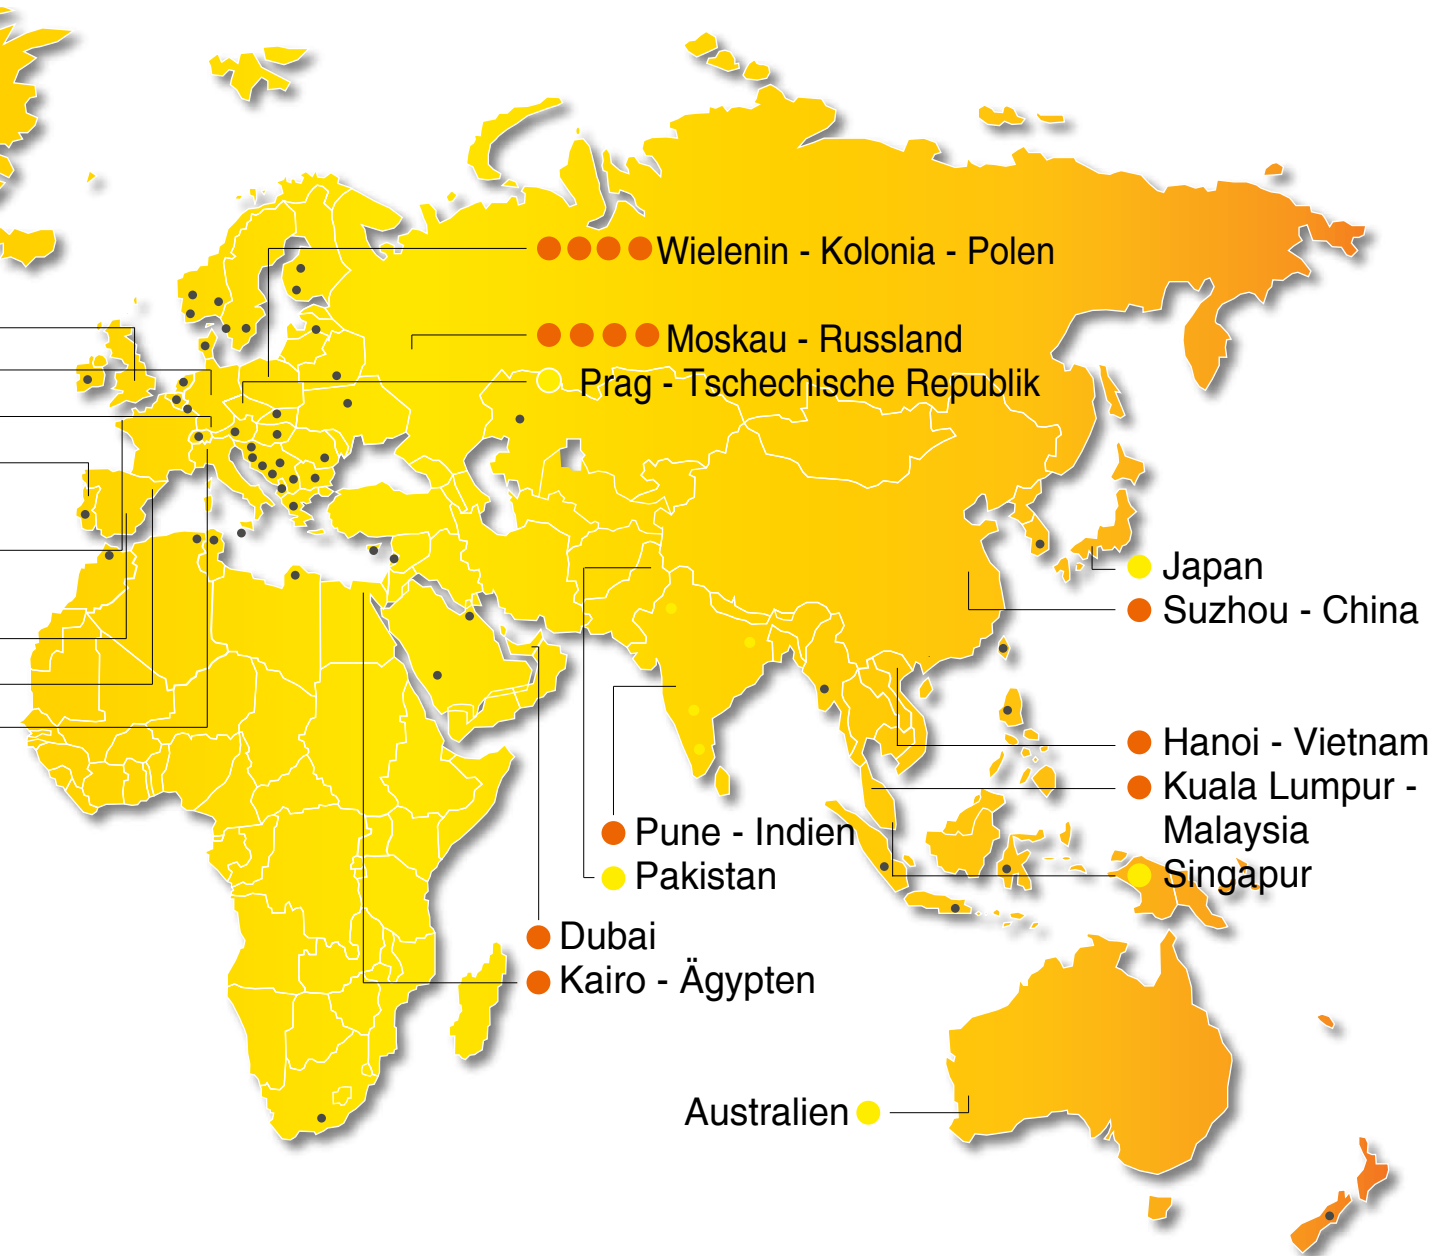 Wielenin - Kolonia - Polen
Moskau - Russland
Prag - Tschechische Republik
Japan
Suzhou - China
Hanoi - Vietnam
Kuala Lumpur -
Malaysia
Singapur
Pune - Indien
Pakistan
Dubai
Kairo - Ägypten
Australien